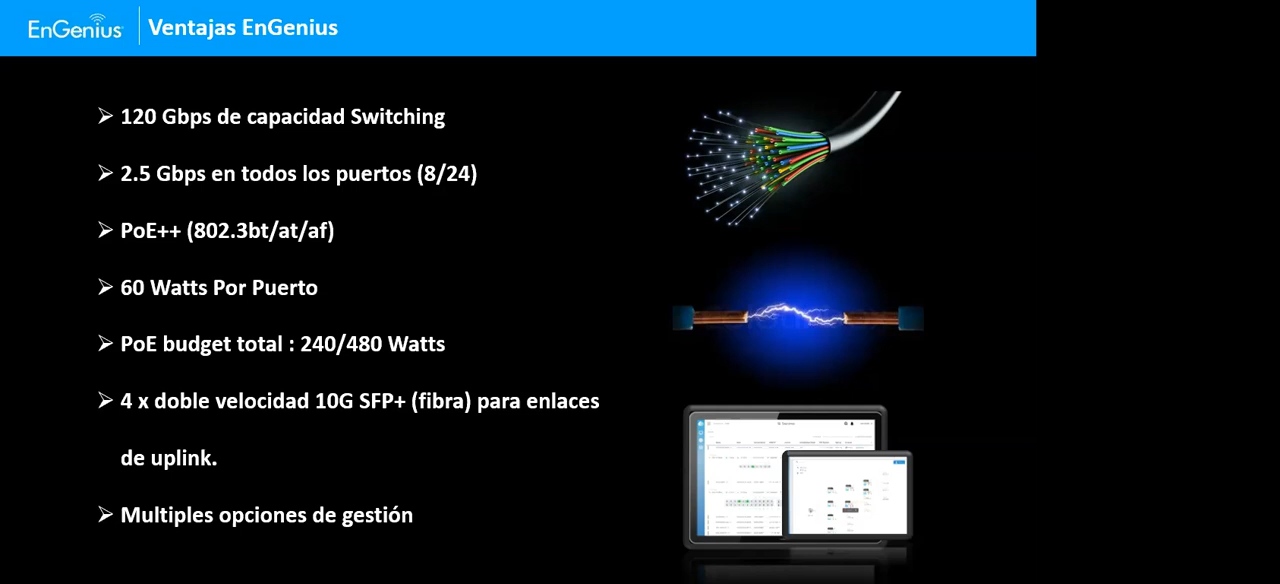 EnGenius
Ventajas EnGenius
120 Gbps de capacidad Switching
2.5 Gbps en todos los puertos (8/24)
PoE++ (802.3bt/at/af)
60 Watts Por Puerto
PoE budget total : 240/480 Watts
4 x doble velocidad 10G SFP+ (fibra) para enlaces
de uplink.
Multiples opciones de gestión